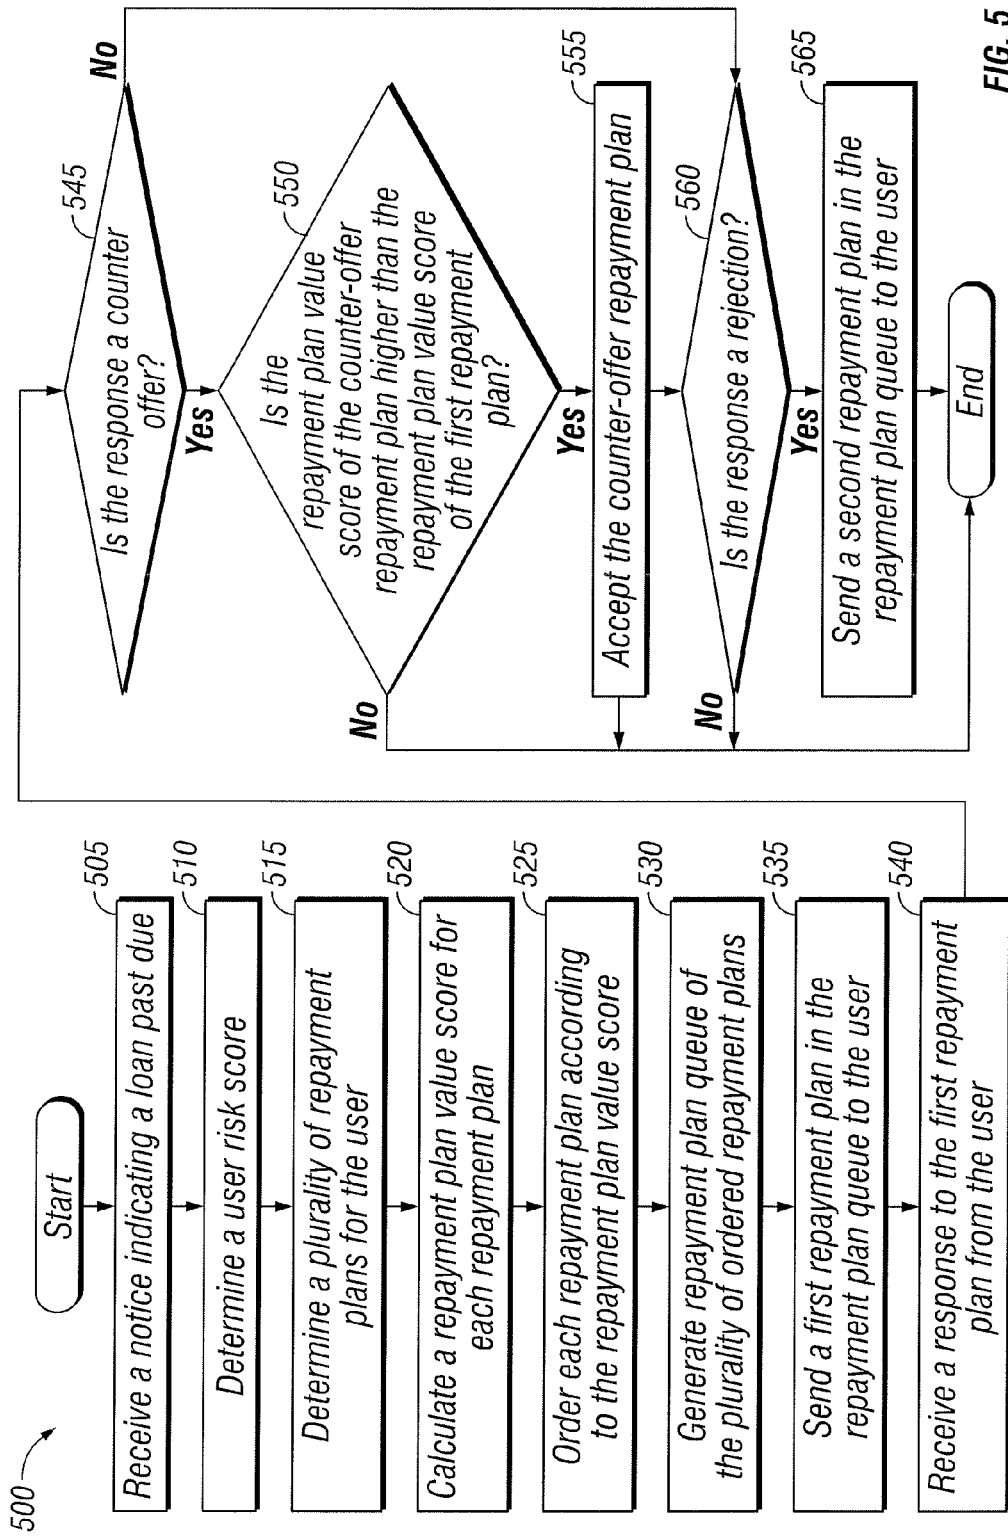 500
Start
505
Receive a notice indicating a loan past due
510
Determine a user risk score
515
Determine a plurality of repayment
plans for the user
520
Calculate a repayment plan value score for
each repayment plan
525
Order each repayment plan according
to the repayment plan value score
530
Generate repayment plan queue of
the plurality of ordered repayment plans
535
Send a first repayment plan in the
repayment plan queue to the user
540
Receive a response to the first repayment
plan from the user
545
Is the response a counter
offer?
No
Yes
550
Is the
repayment plan value
score of the counter-offer
repayment plan higher than the
repayment plan value score
of the first repayment
plan?
No
Yes
555
Accept the counter-offer repayment plan
560
Is the response a rejection?
No
Yes
565
Send a second repayment plan in the
repayment plan queue to the user
End
FIG. 5